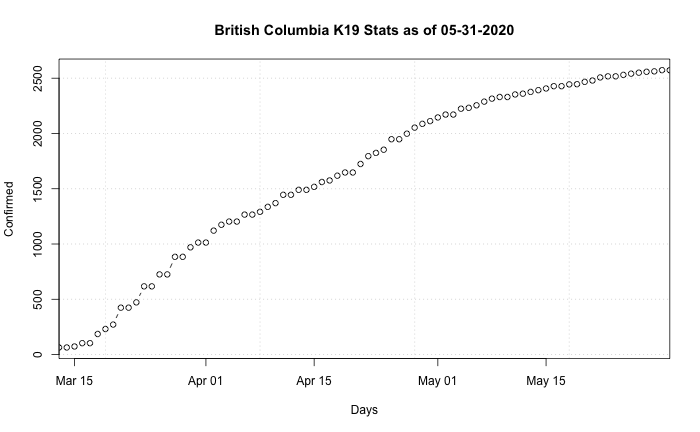 British Columbia K19 Stats as of 05-31-2020
2500
2000
1500
1000
500
0
Confirmed
Mar 15 Apr 01 Apr 15 May 01 May 15
Days